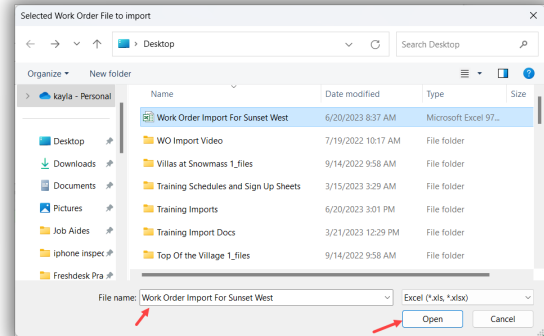 Selected Work Order File to import
Desktop
Search Desktop
Organize
New folder
Name Date modified Type Size
kayla - Personal
Work Order Import For Sunset West 6/20/2023 8:37 AM Microsoft Excel 97...
Desktop
WO Import Video 7/19/2022 10:17 AM File folder
Downloads
Villas at Snowmass 1_files 9/14/2022 9:58 AM File folder
Documents
Training Schedules and Sign Up Sheets 3/15/2023 3:29 AM File folder
Pictures
Training Imports 6/20/2023 3:01 PM File folder
Job Aides
Training Import Docs 3/21/2023 12:29 PM File folder
iphone inspec
Top Of the Village 1_files 9/14/2022 9:58 AM File folder
Freshdesk Pra
File name: Work Order Import For Sunset West Excel (*.xls, *.xlsx)
Open Cancel